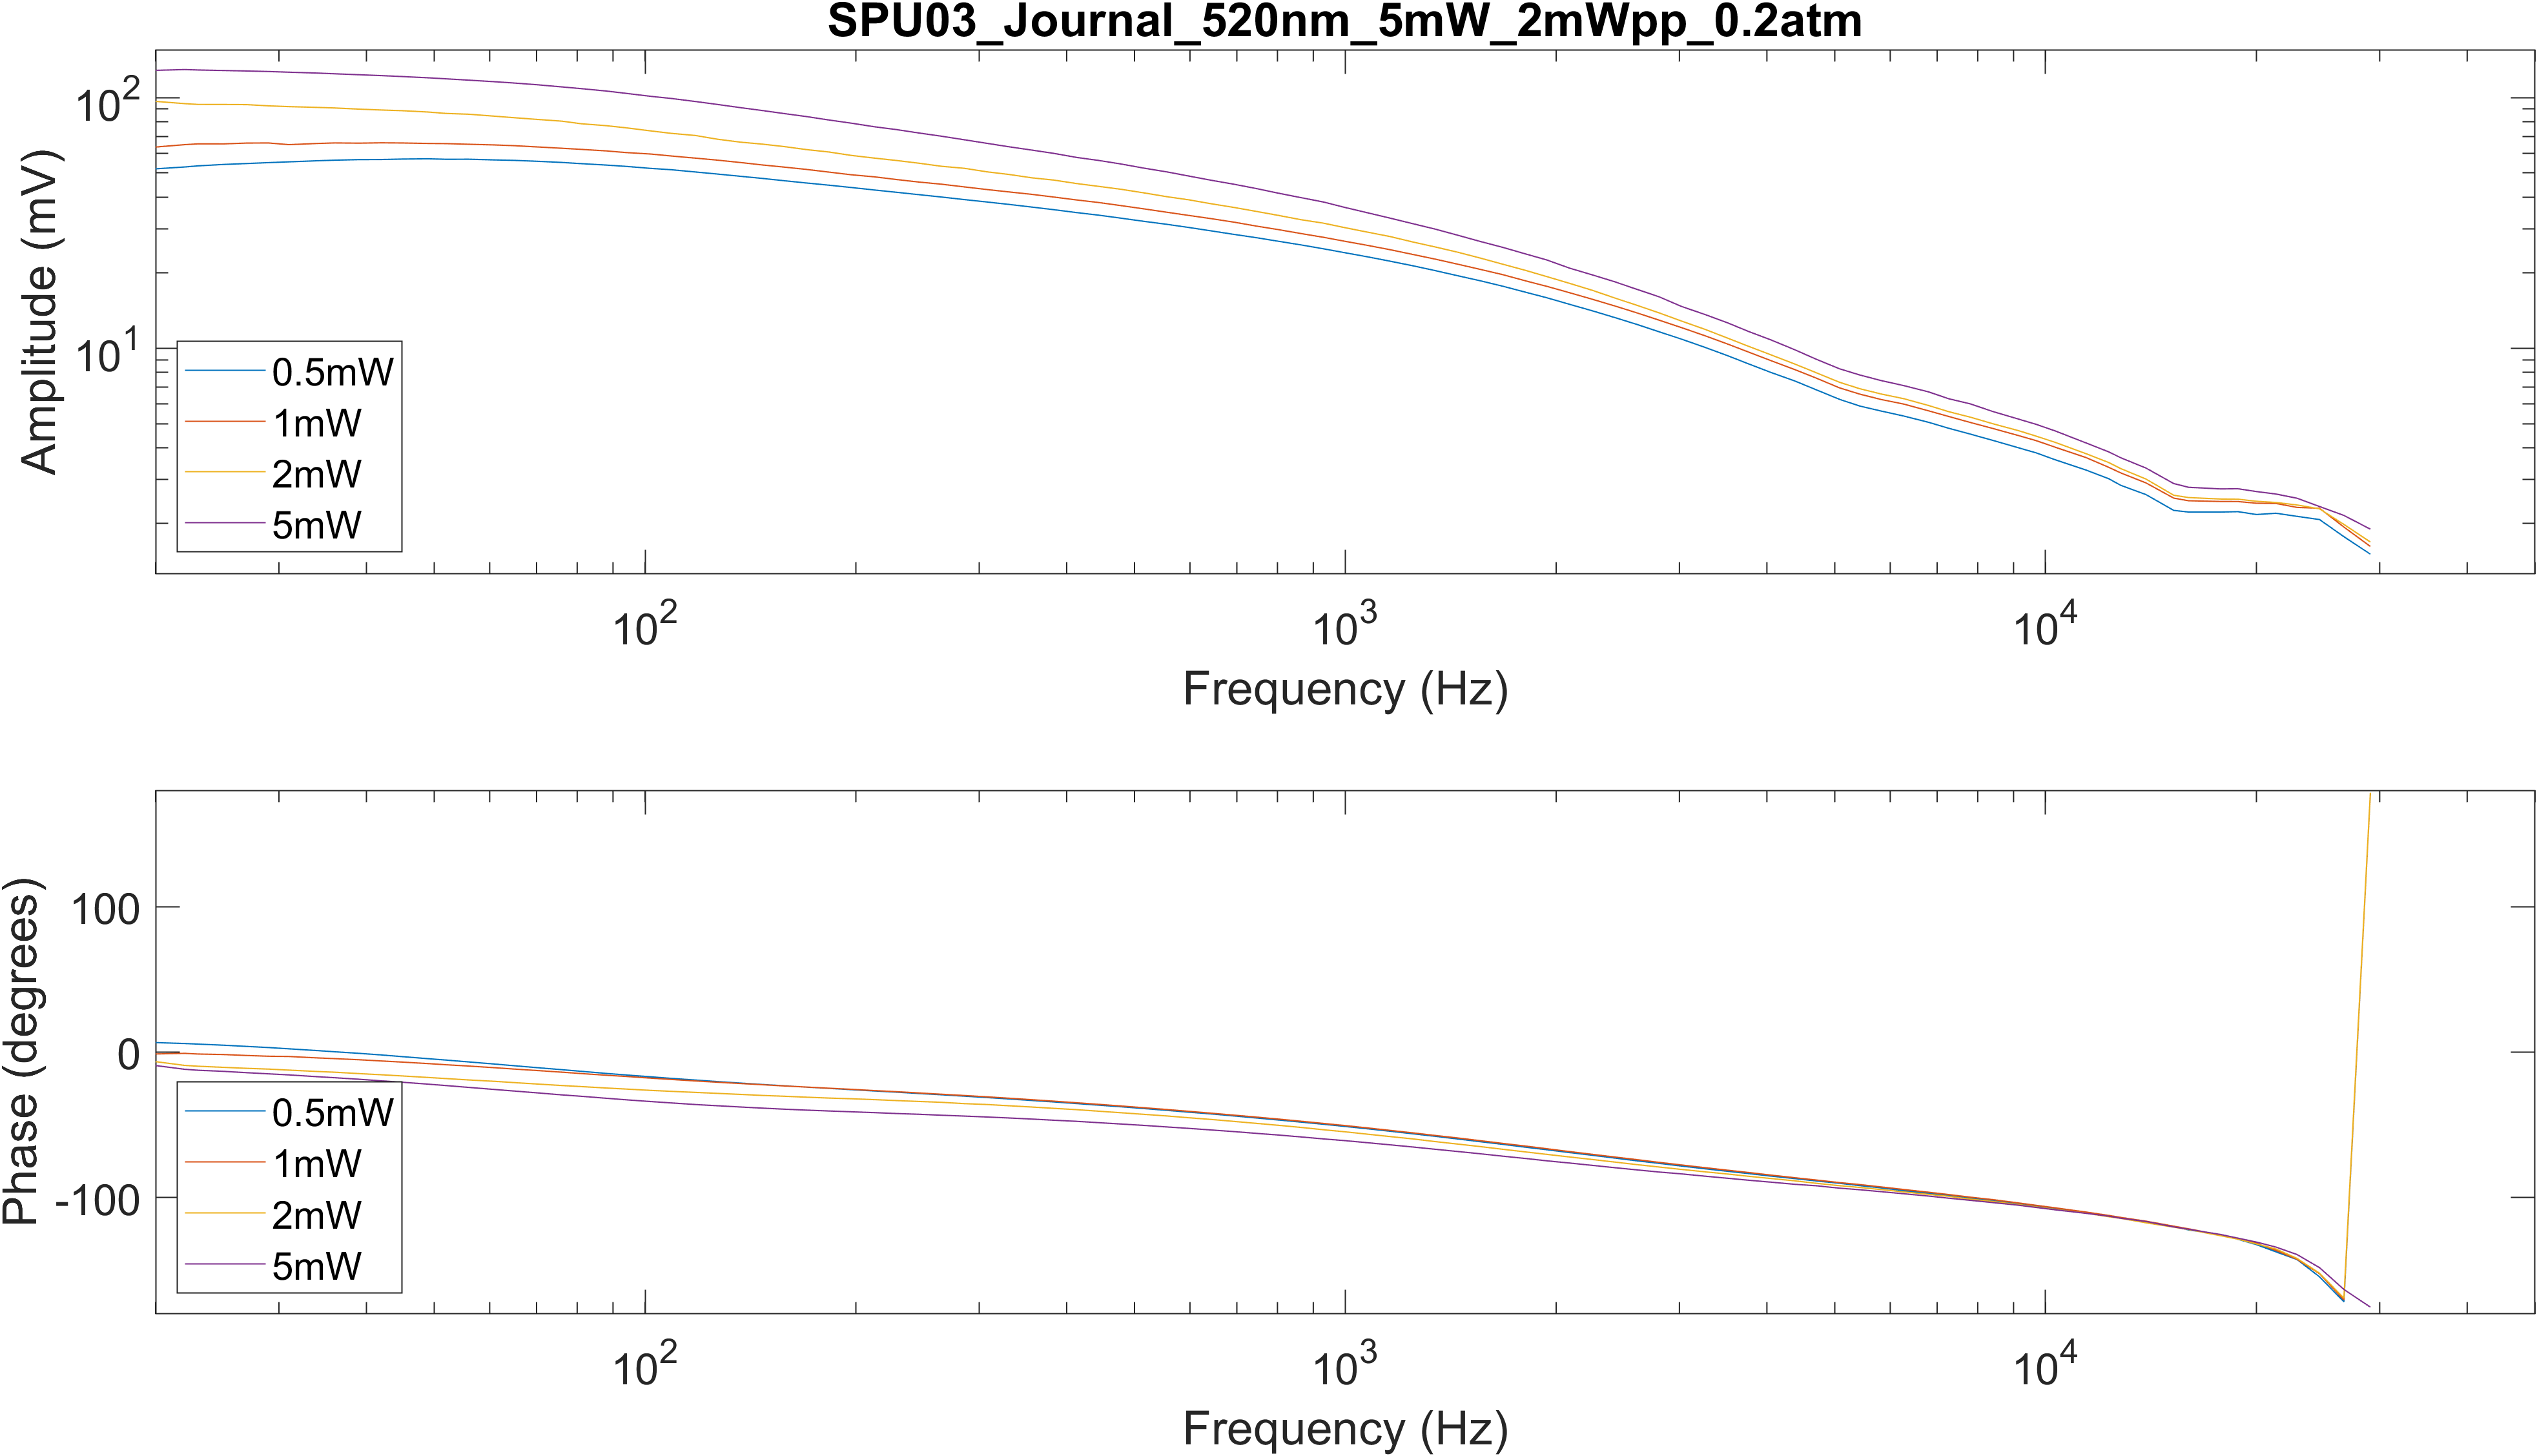 SPU03_Journal_520nm_5mW_2mWpp_0.2atm
Amplitude (mV)
10^2
10^1
0.5mW
1mW
2mW
5mW
10^2 10^3 10^4
Frequency (Hz)
Phase (degrees)
100
0
-100
0.5mW
1mW
2mW
5mW
10^2 10^3 10^4
Frequency (Hz)